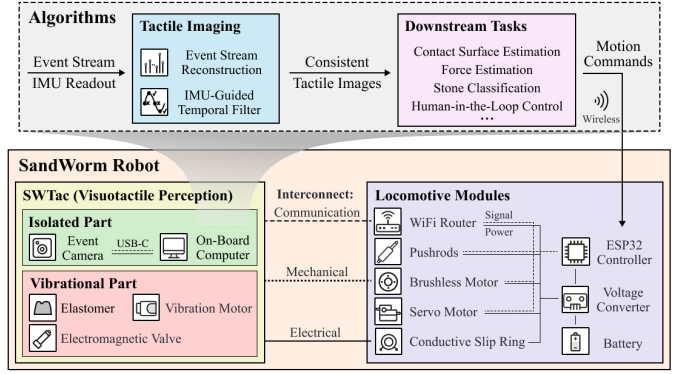 Algorithms
Event Stream
IMU Readout
Tactile Imaging
Event Stream
Reconstruction
IMU-Guided
Temporal Filter
Consistent
Tactile Images
Downstream Tasks
Contact Surface Estimation
Force Estimation
Stone Classification
Human-in-the-Loop Control
...
Motion
Commands
Wireless
SandWorm Robot
SWTac (Visuotactile Perception)
Isolated Part
Event
Camera
USB-C
On-Board
Computer
Vibrational Part
Elastomer
Vibration Motor
Electromagnetic Valve
Interconnect:
Communication
Mechanical
Electrical
Locomotive Modules
WiFi Router
Signal
Power
Pushrods
Brushless Motor
Servo Motor
Conductive Slip Ring
ESP32
Controller
Voltage
Converter
Battery